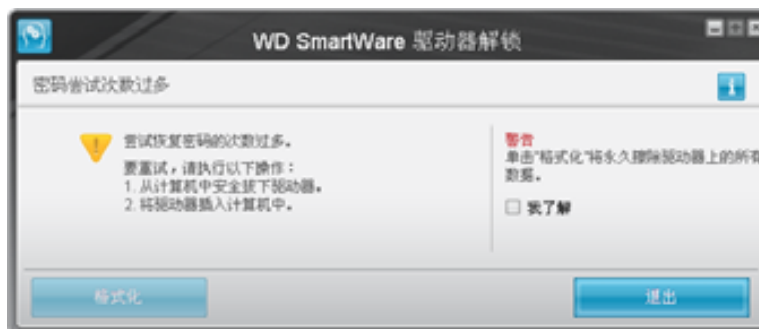 WD SmartWare 驱动器解锁
密码尝试次数过多
尝试恢复密码的次数过多。
要重试，请执行以下操作：
1. 从计算机中安全拔下驱动器。
2. 将驱动器插入计算机中。
警告
单击"格式化"将永久擦除驱动器上的所有
数据。
我了解
格式化
退出